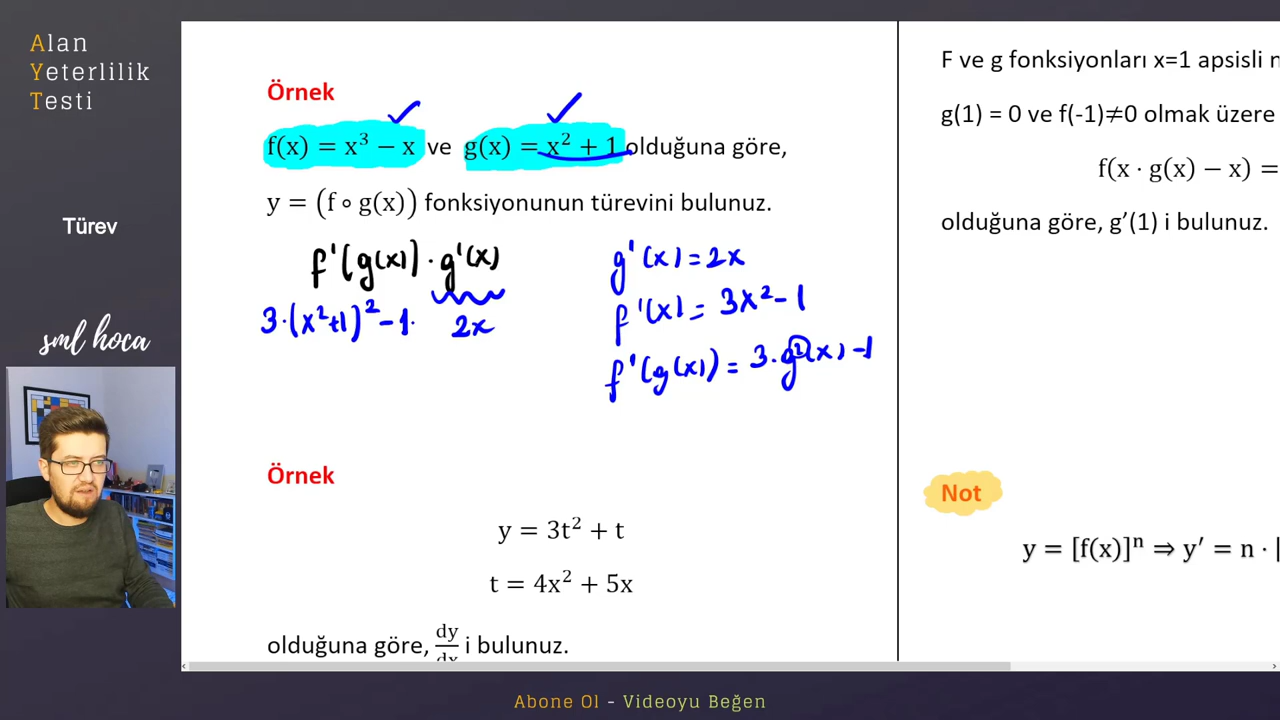 Alan
Yeterlilik
Testi
Türev
sml hoca
Örnek
f(x) = x³ − x ve g(x) = x² + 1 olduğuna göre,
y = (f ∘ g(x)) fonksiyonunun türevini bulunuz.
f'(g(x)) · g'(x)
3·(x²+1)² − 1 · 2x
g'(x) = 2x
f'(x) = 3x² − 1
f'(g(x)) = 3·g²(x) − 1
Örnek
y = 3t² + t
t = 4x² + 5x
olduğuna göre, dy/dx i bulunuz.
F ve g fonksiyonları x=1 apsisli n
g(1) = 0 ve f(-1)≠0 olmak üzere
f(x · g(x) − x) =
olduğuna göre, g’(1) i bulunuz.
Not
y = [f(x)]ⁿ ⇒ y′ = n ·
Abone Ol - Videoyu Beğen